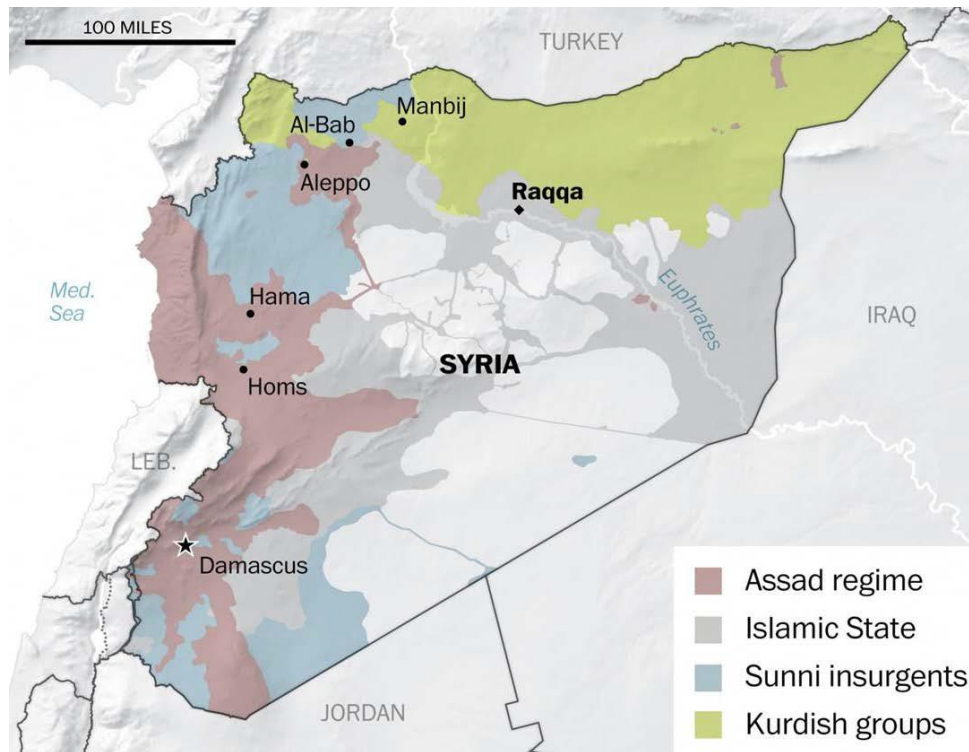 100 MILES
TURKEY
Manbij
Al-Bab
Aleppo
Raqqa
Med.
Sea
Hama
Euphrates
IRAQ
SYRIA
Homs
LEB.
Damascus
JORDAN
Assad regime
Islamic State
Sunni insurgents
Kurdish groups